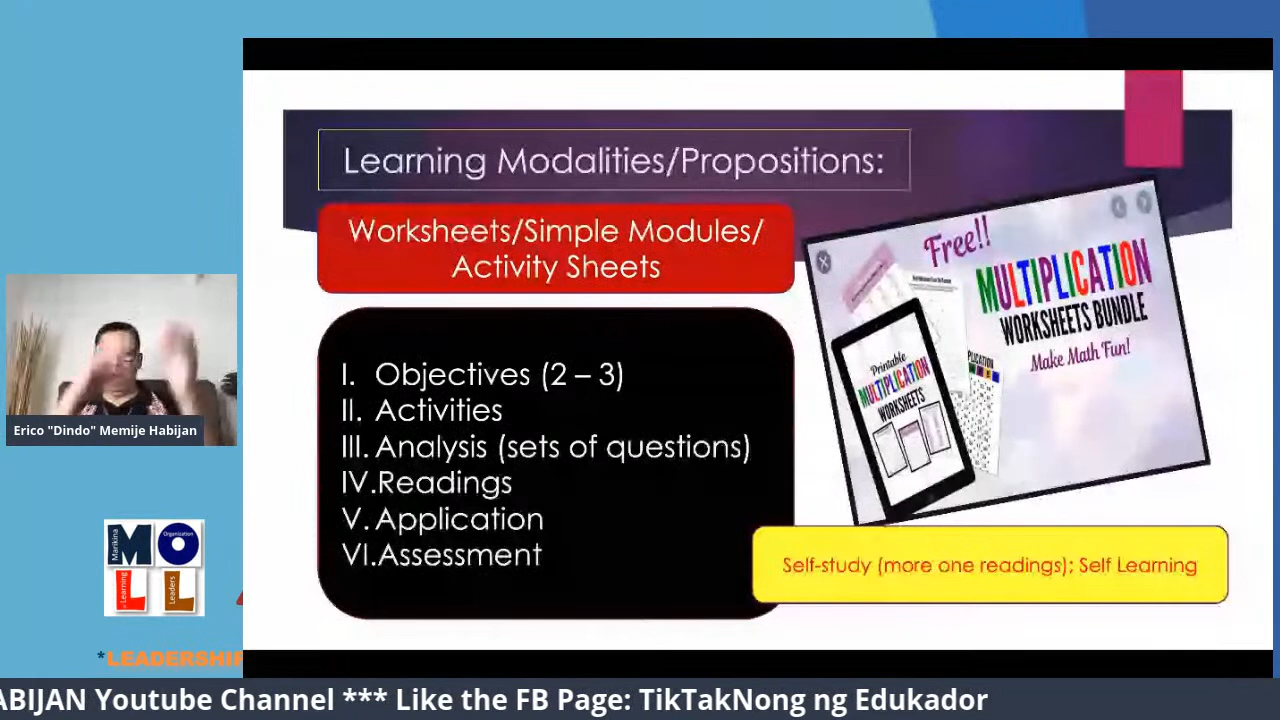 Learning Modalities/Propositions:
Worksheets/Simple Modules/
Activity Sheets
I. Objectives (2 – 3)
II. Activities
III. Analysis (sets of questions)
IV.Readings
V. Application
VI.Assessment
Free!!
MULTIPLICATION
WORKSHEETS BUNDLE
Make Math Fun!
Printable
MULTIPLICATION
WORKSHEETS
Self-study (more one readings); Self Learning
Erico "Dindo" Memije Habijan
Marikina
Organization
M O
of Learning
Leaders
L L
*LEADERSHIP
ABIJAN Youtube Channel *** Like the FB Page: TikTakNong ng Edukador